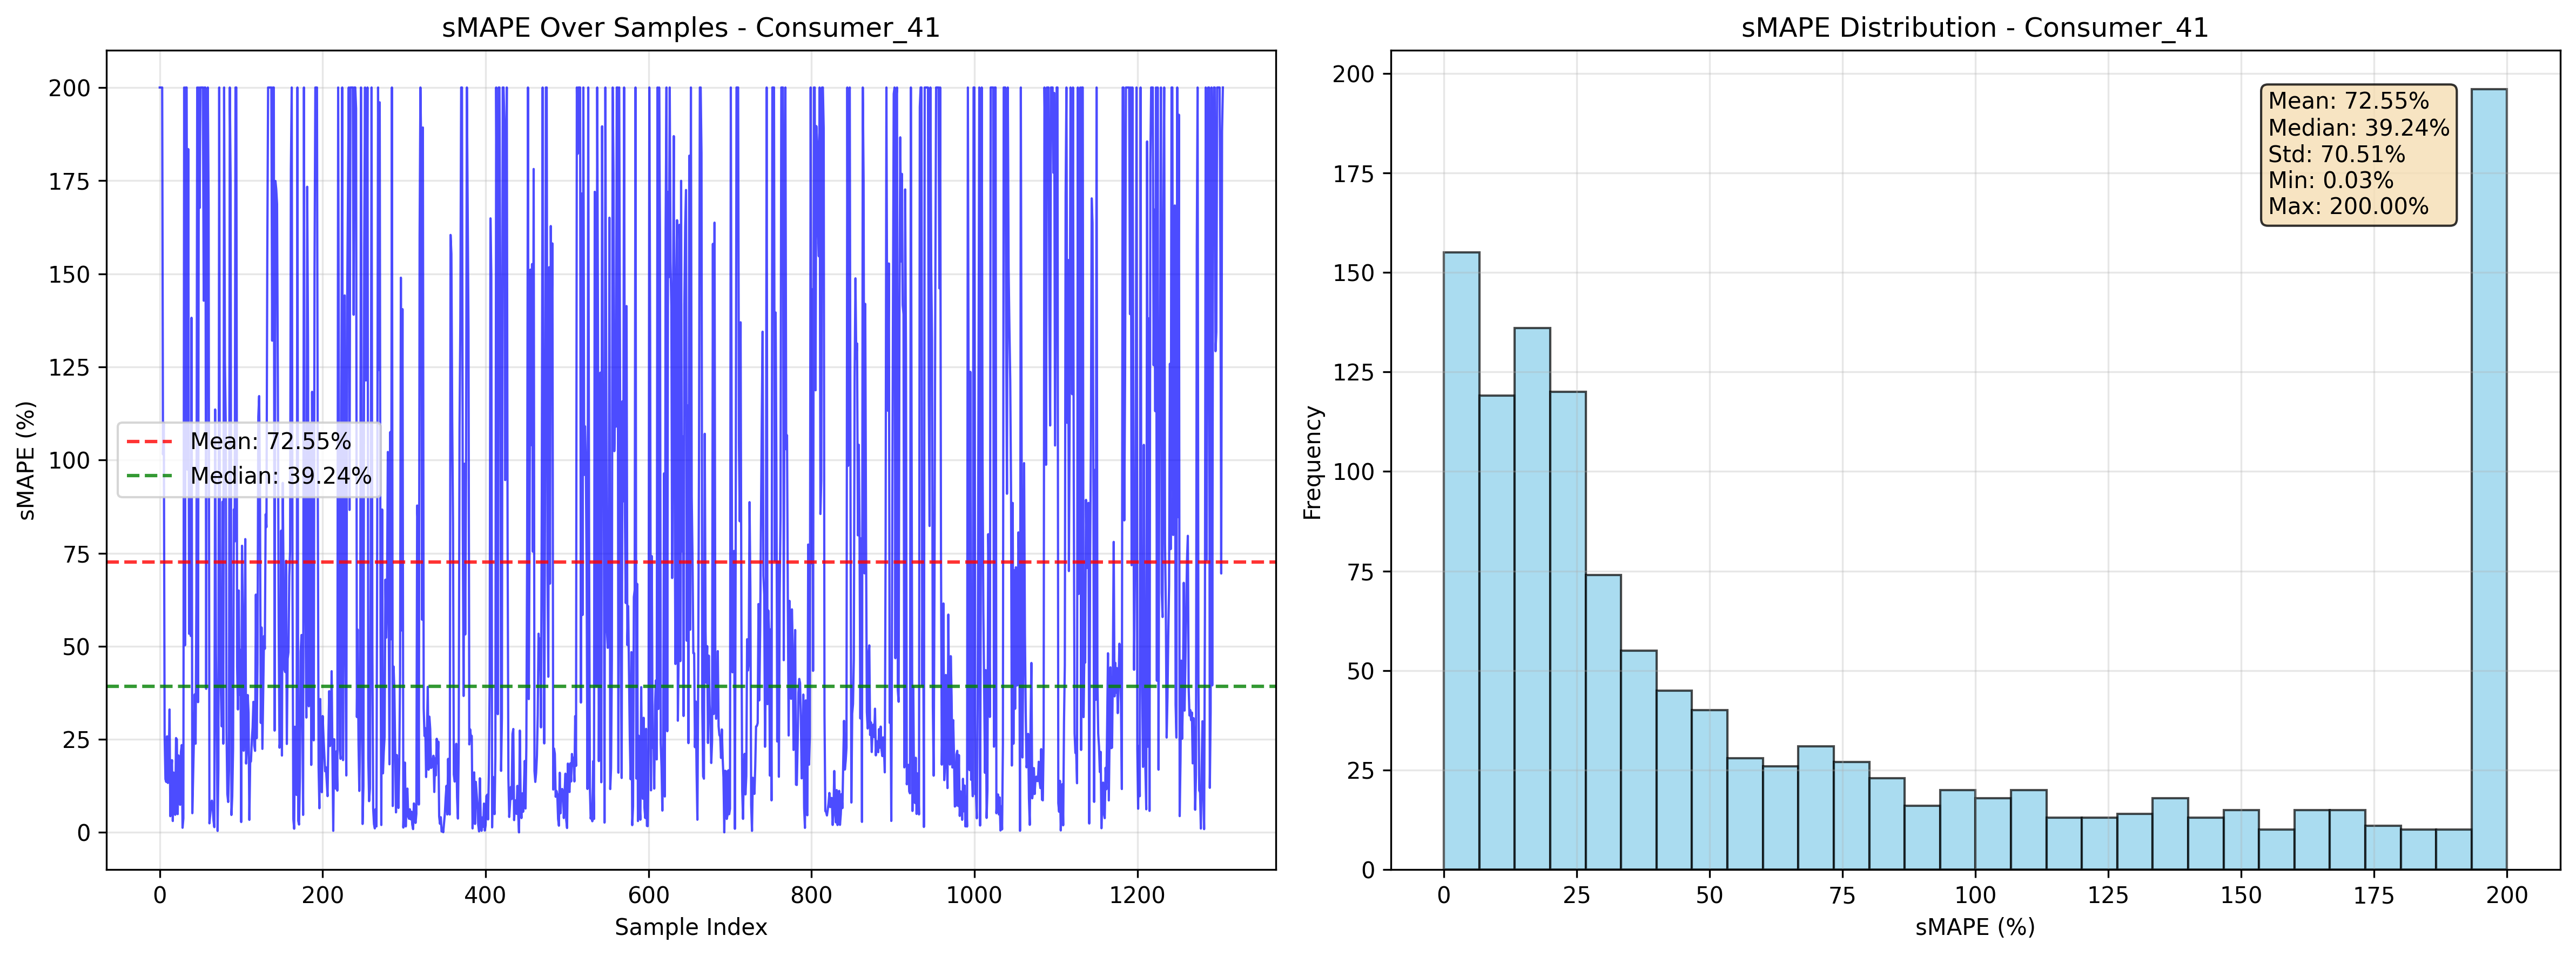 sMAPE Over Samples - Consumer_41
sMAPE (%)
200
175
150
125
100
75
50
25
0
Mean: 72.55%
Median: 39.24%
0 200 400 600 800 1000 1200
Sample Index
sMAPE Distribution - Consumer_41
Frequency
200
175
150
125
100
75
50
25
0
Mean: 72.55%
Median: 39.24%
Std: 70.51%
Min: 0.03%
Max: 200.00%
0 25 50 75 100 125 150 175 200
sMAPE (%)